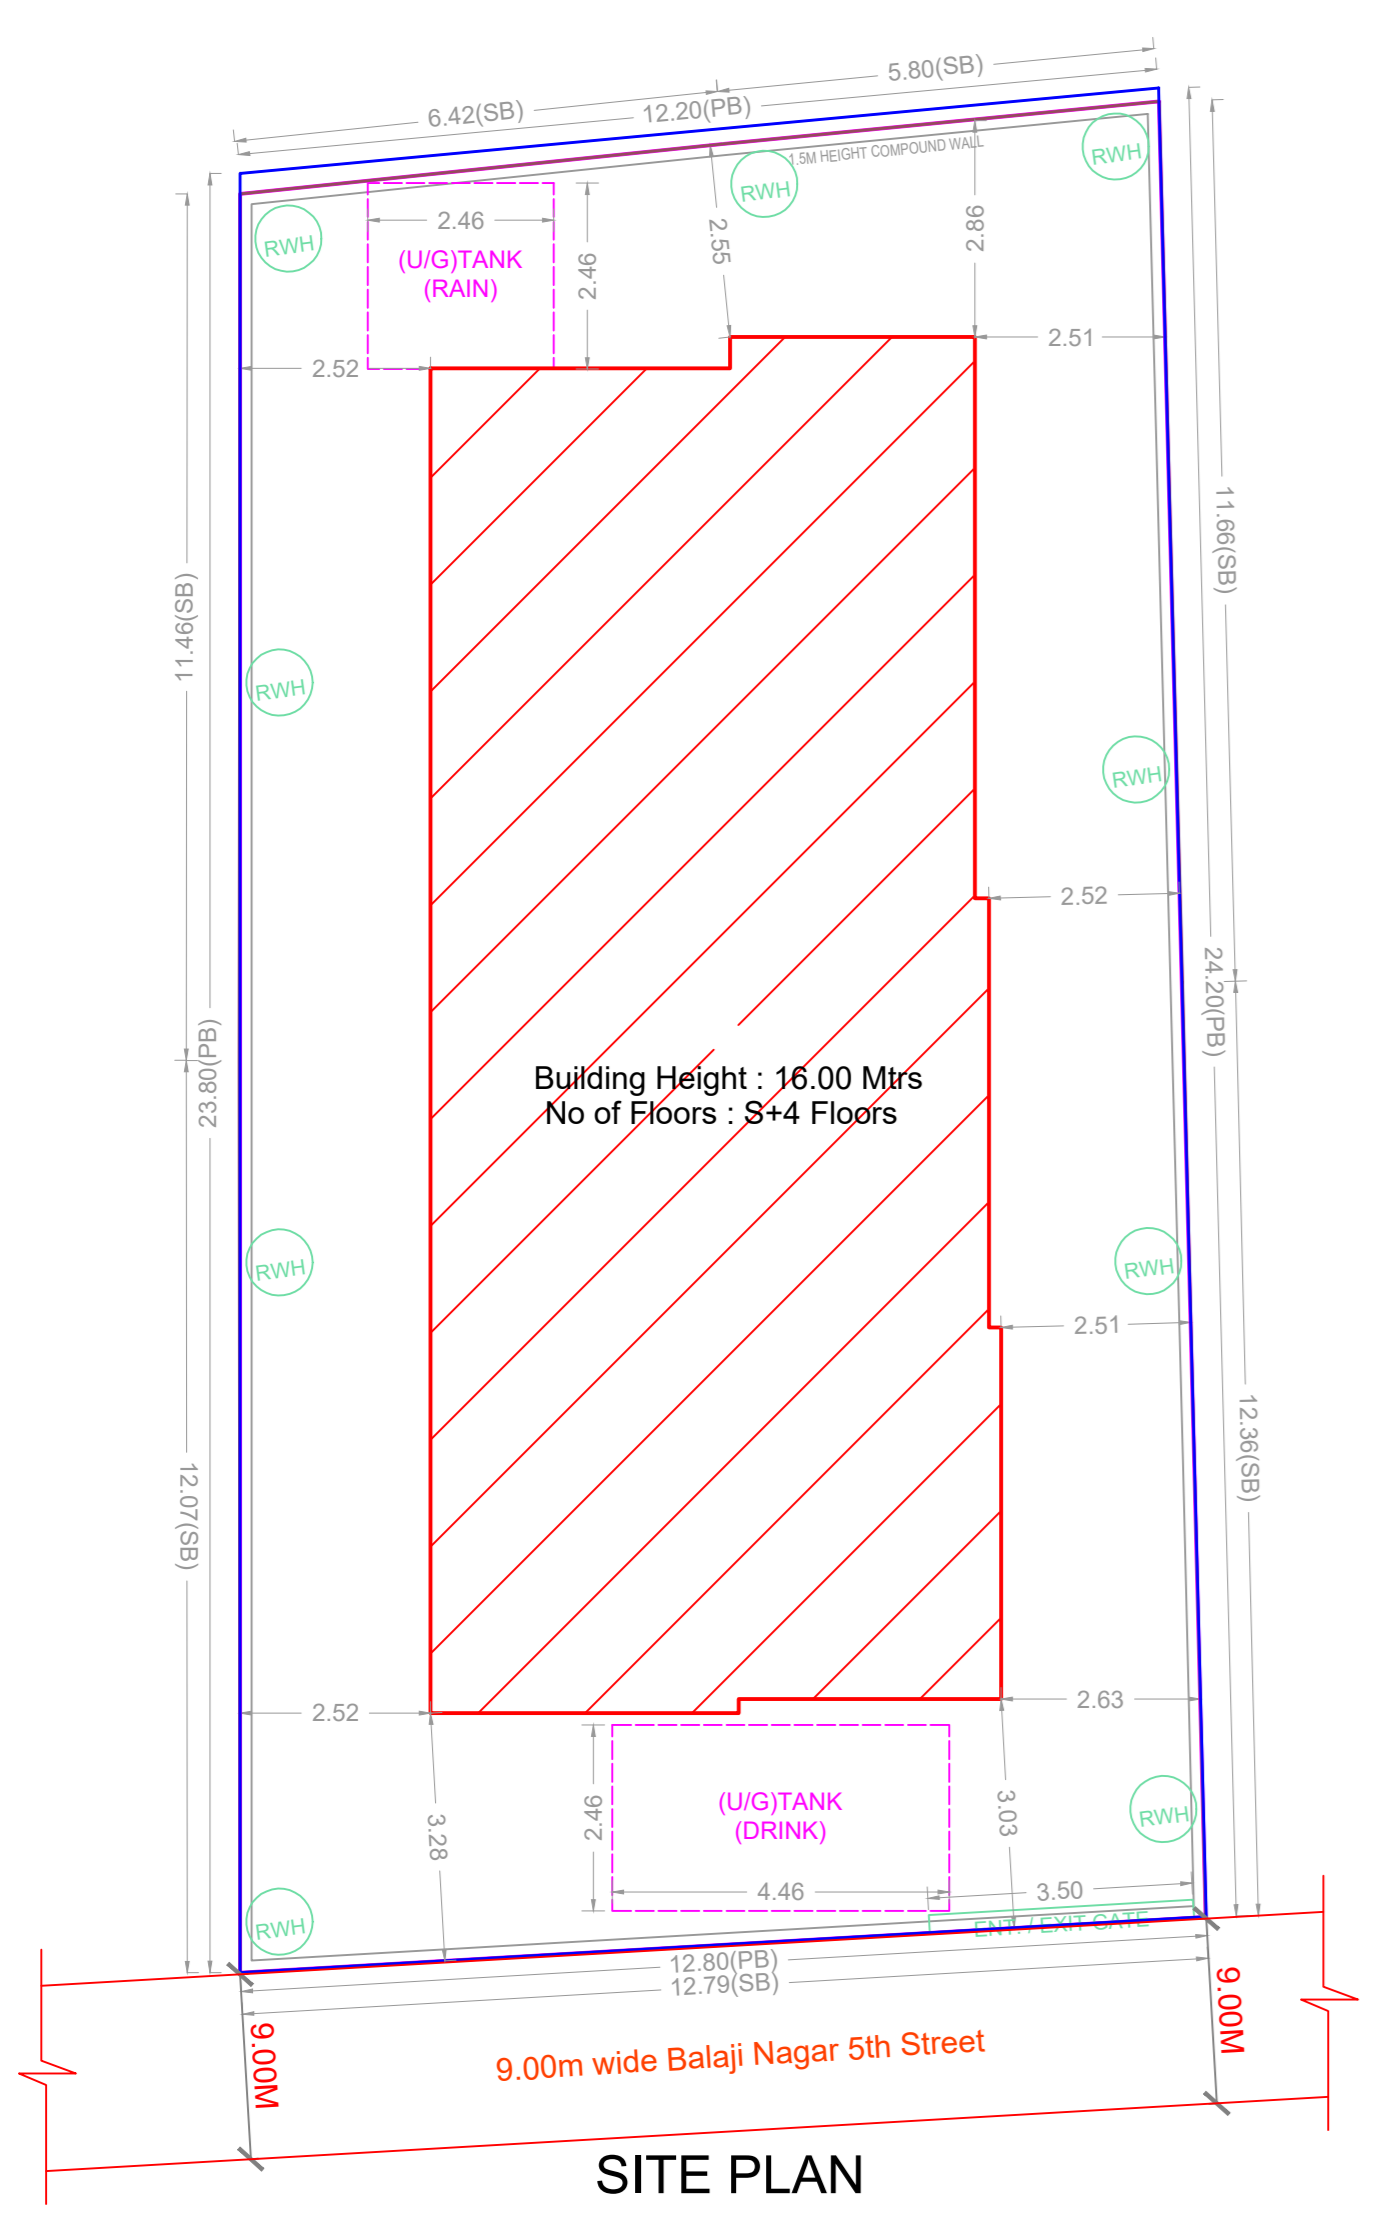 5.80(SB)
6.42(SB)
12.20(PB)
1.5M HEIGHT COMPOUND WALL
RWH
RWH
RWH
2.46
2.55
2.86
(U/G)TANK
(RAIN)
2.46
2.51
2.52
11.66(SB)
11.46(SB)
RWH
RWH
2.52
24.20(PB)
23.80(PB)
Building Height : 16.00 Mtrs
No of Floors : S+4 Floors
RWH
RWH
2.51
12.36(SB)
12.07(SB)
2.52
2.63
(U/G)TANK
(DRINK)
2.46
3.28
3.03
RWH
4.46
3.50
RWH
ENT. / EXIT GATE
12.80(PB)
12.79(SB)
9.00M
9.00M
9.00m wide Balaji Nagar 5th Street
SITE PLAN